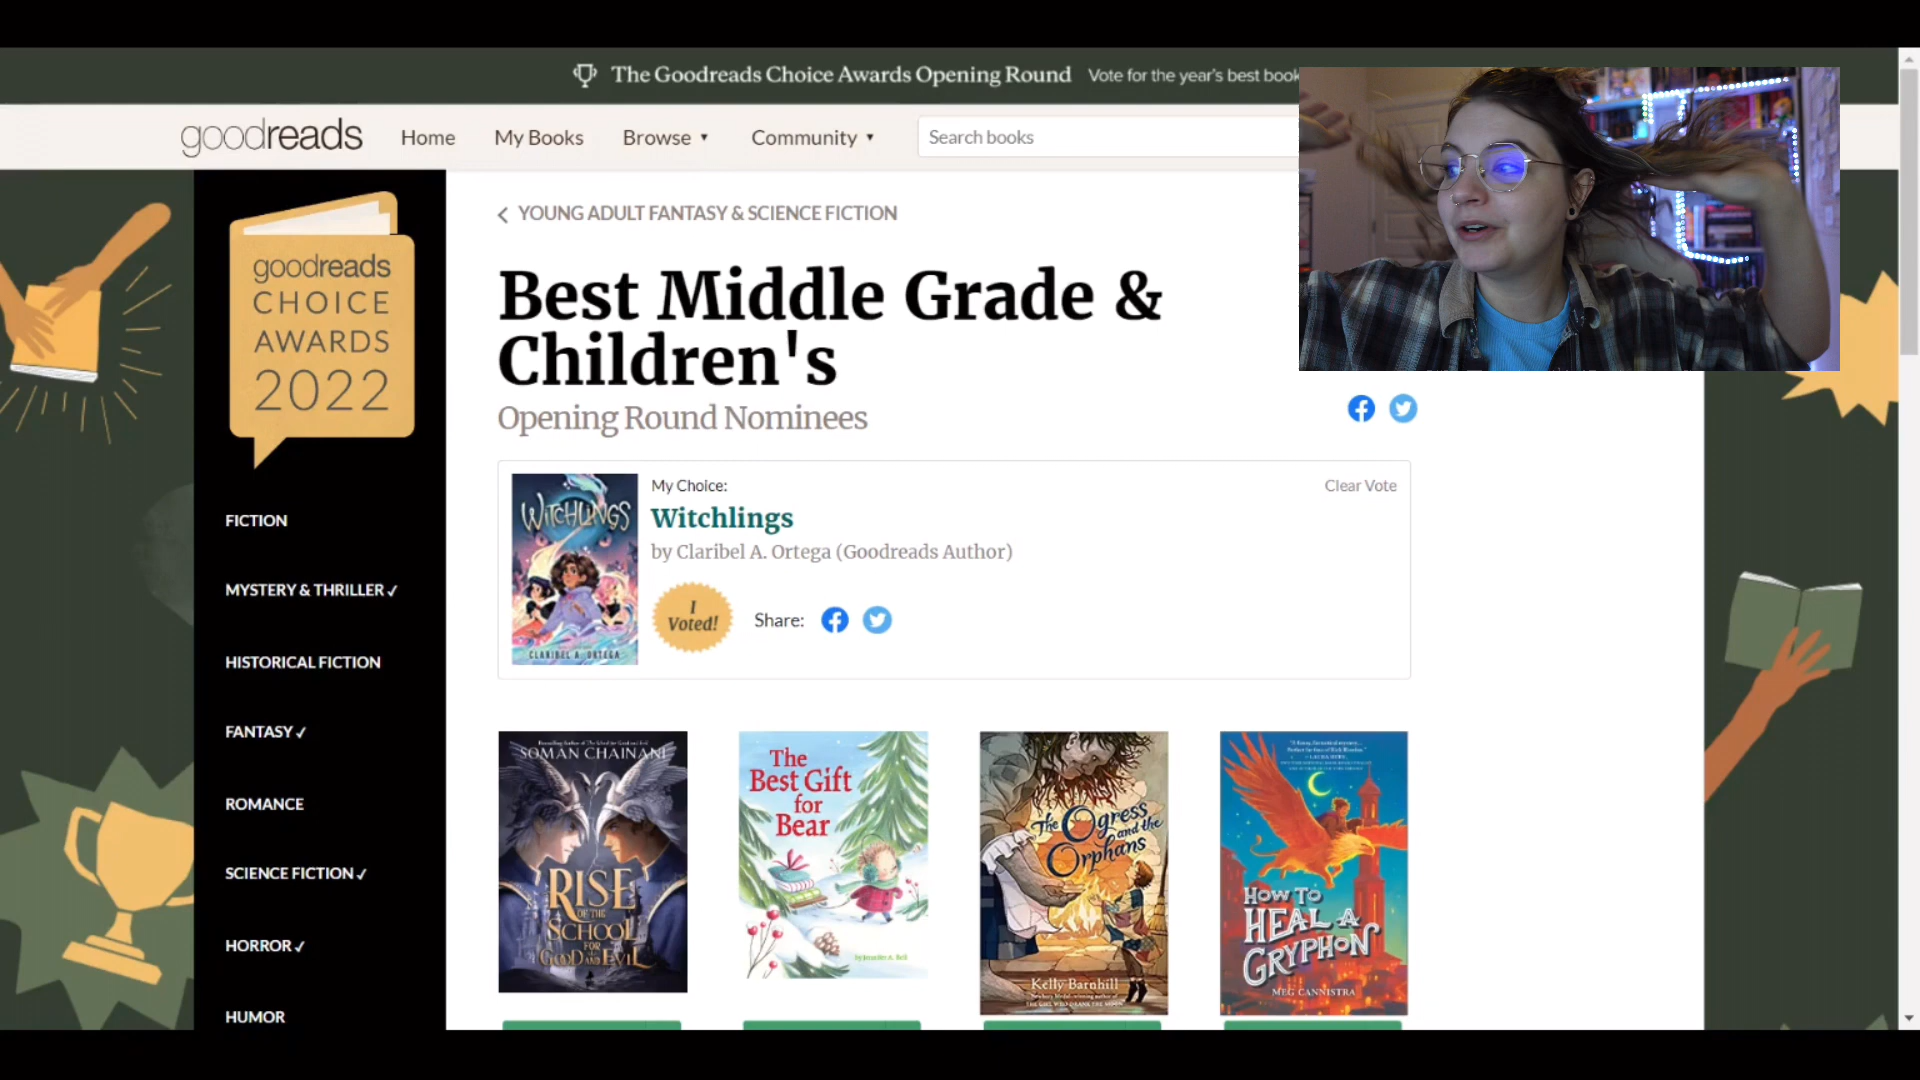 The Goodreads Choice Awards Opening Round Vote for the year's best book
goodreads Home My Books Browse ▼ Community ▼ Search books
goodreads
CHOICE
AWARDS
2022
FICTION
MYSTERY & THRILLER ✓
HISTORICAL FICTION
FANTASY ✓
ROMANCE
SCIENCE FICTION ✓
HORROR ✓
HUMOR
< YOUNG ADULT FANTASY & SCIENCE FICTION
Best Middle Grade &
Children's
Opening Round Nominees
WITCHLINGS
CLARIBEL A. ORTEGA
My Choice:
Clear Vote
Witchlings
by Claribel A. Ortega (Goodreads Author)
I
Voted!
Share:
SOMAN CHAINANI
RISE
OF THE
SCHOOL
FOR
GOOD AND EVIL
The
Best Gift
for
Bear
by Jennifer A. Bell
The Ogress
and the
Orphans
Kelly Barnhill
HOW TO
HEAL A
GRYPHON
MEG CANNISTRA